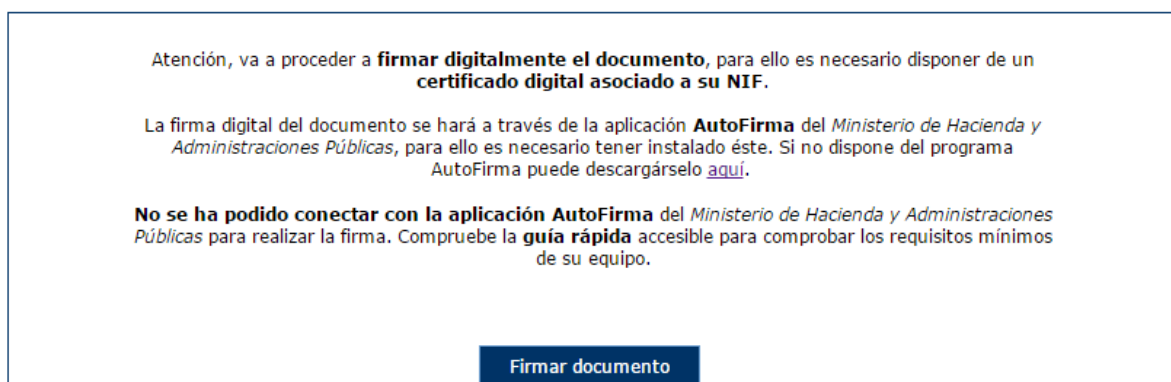 Atención, va a proceder a firmar digitalmente el documento, para ello es necesario disponer de un
certificado digital asociado a su NIF.
La firma digital del documento se hará a través de la aplicación AutoFirma del Ministerio de Hacienda y
Administraciones Públicas, para ello es necesario tener instalado éste. Si no dispone del programa
AutoFirma puede descargárselo aquí.
No se ha podido conectar con la aplicación AutoFirma del Ministerio de Hacienda y Administraciones
Públicas para realizar la firma. Compruebe la guía rápida accesible para comprobar los requisitos mínimos
de su equipo.
Firmar documento